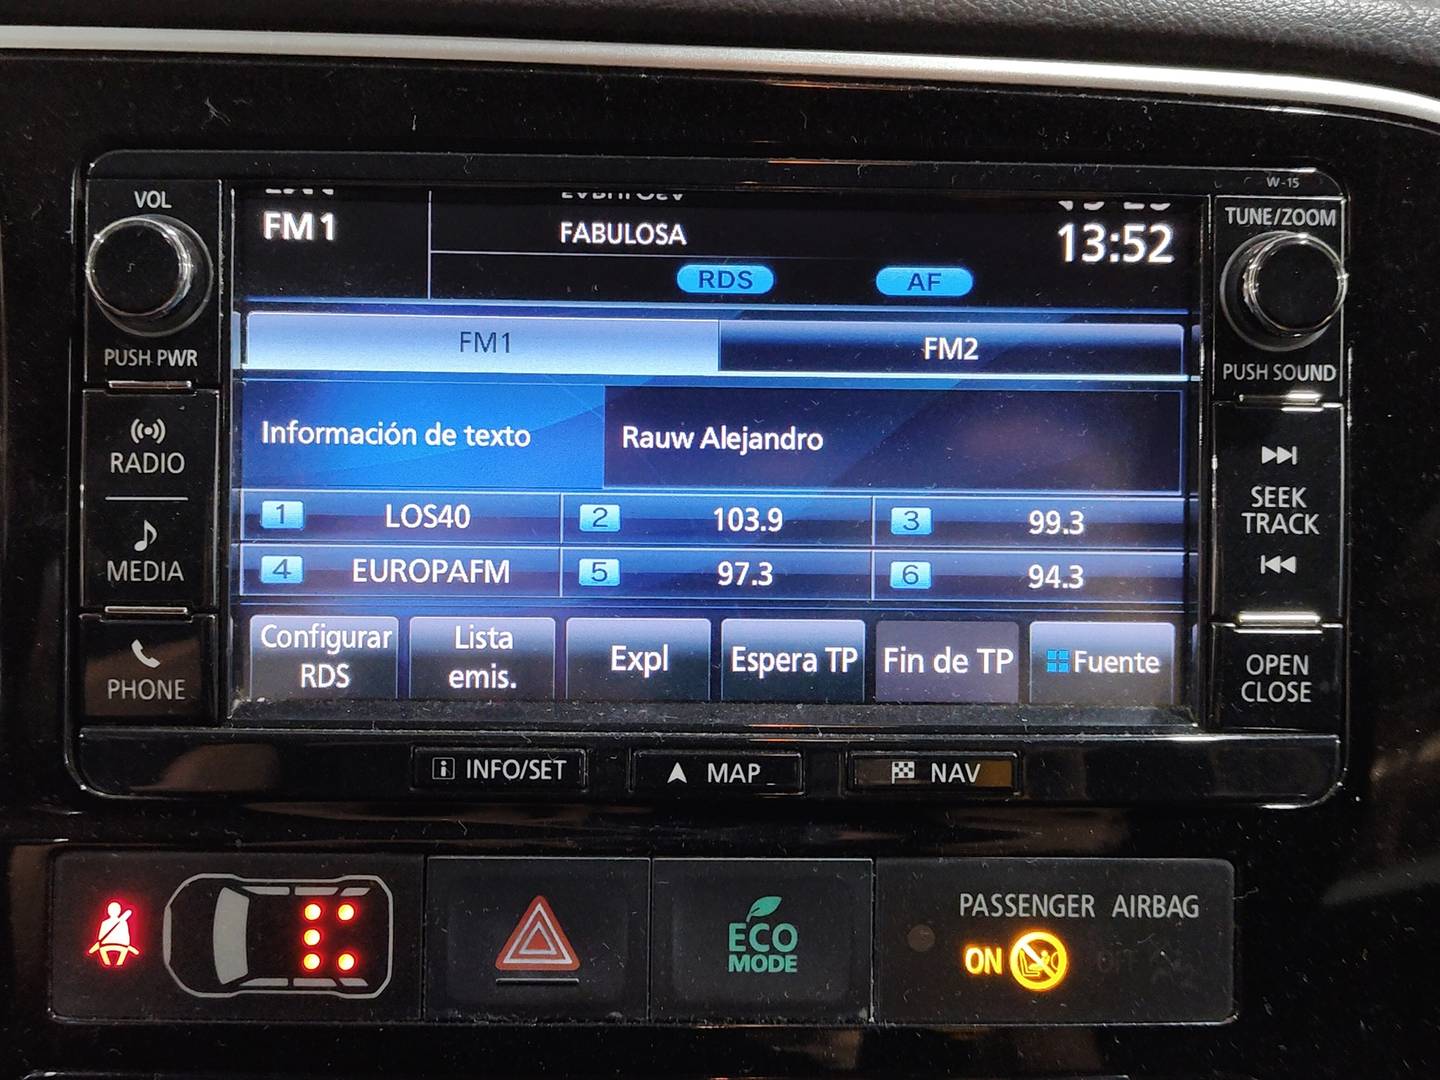 W-15
VOL
TUNE/ZOOM
FM1
FABULOSA
13:52
RDS AF
PUSH PWR
FM1 FM2
PUSH SOUND
RADIO
Información de texto Rauw Alejandro
SEEK
TRACK
1 LOS40 2 103.9 3 99.3
MEDIA
4 EUROPAFM 5 97.3 6 94.3
Configurar
RDS
Lista
emis.
Expl
Espera TP
Fin de TP
Fuente
PHONE
OPEN
CLOSE
INFO/SET MAP NAV
ECO
MODE
PASSENGER AIRBAG
ON OFF